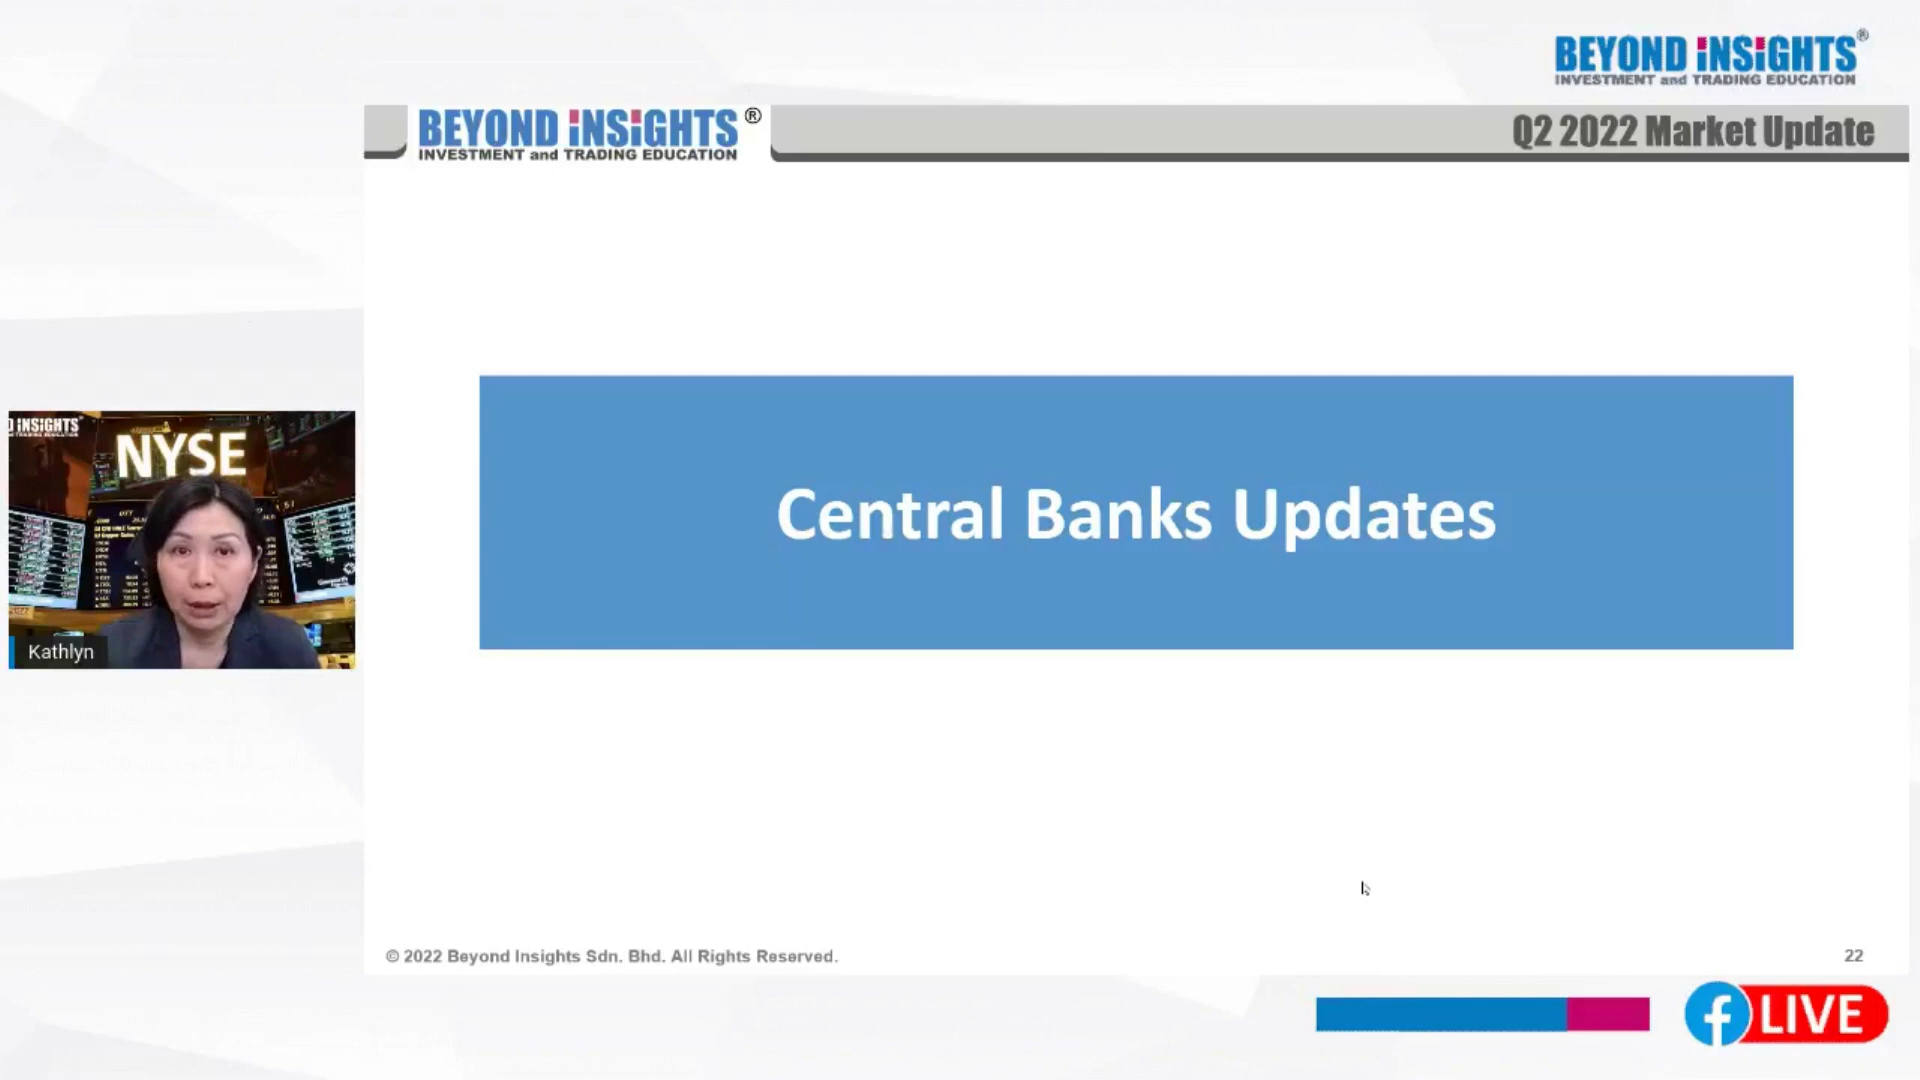 BEYOND iNSiGHTS®
INVESTMENT and TRADING EDUCATION
BEYOND iNSiGHTS®
INVESTMENT and TRADING EDUCATION
Q2 2022 Market Update
Central Banks Updates
INSiGHTS
NYSE
Kathlyn
© 2022 Beyond Insights Sdn. Bhd. All Rights Reserved.
22
LIVE